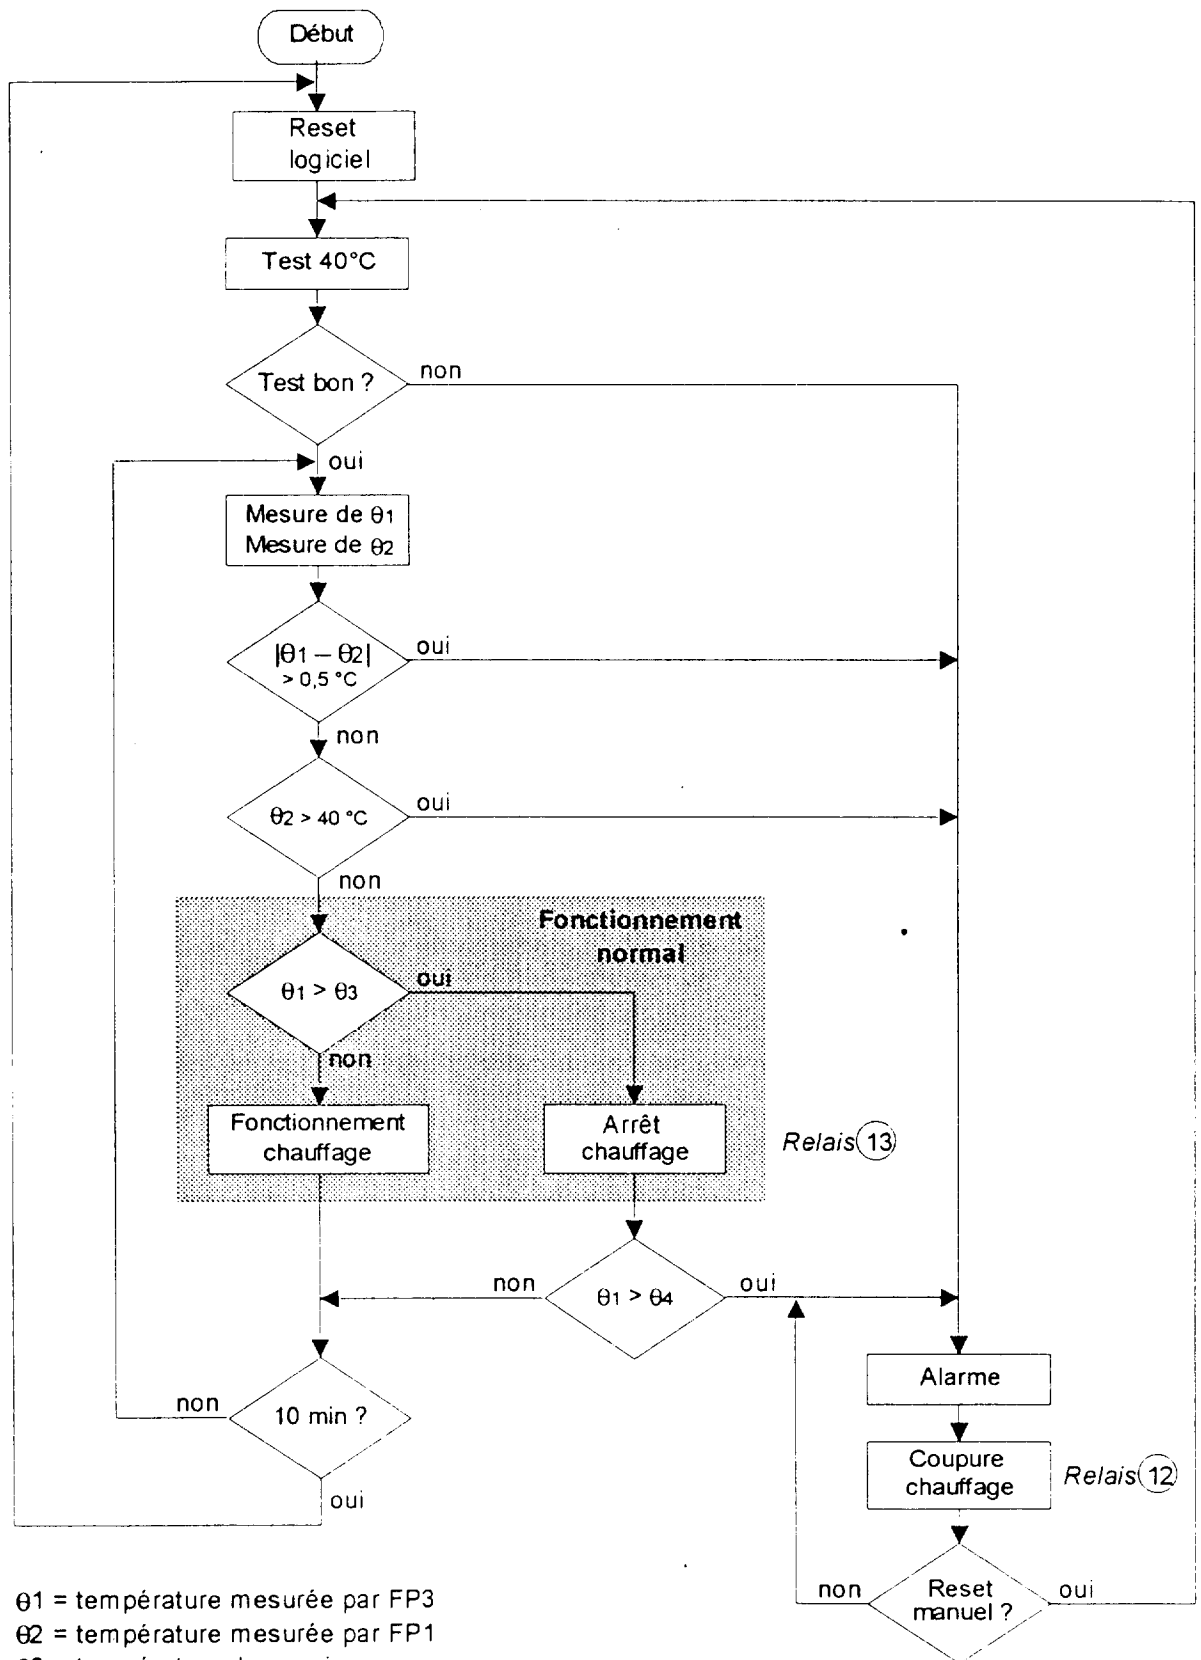 Début
Reset
logiciel
Test 40°C
Test bon ?
non
oui
Mesure de θ1
Mesure de θ2
|θ1 – θ2|
> 0,5 °C
oui
non
θ2 > 40 °C
oui
non
Fonctionnement
normal
θ1 > θ3
oui
non
Fonctionnement
chauffage
Arrêt
chauffage
Relais 13
non
θ1 > θ4
oui
Alarme
non
10 min ?
oui
Coupure
chauffage
Relais 12
non
Reset
manuel ?
oui
θ1 = température mesurée par FP3
θ2 = température mesurée par FP1